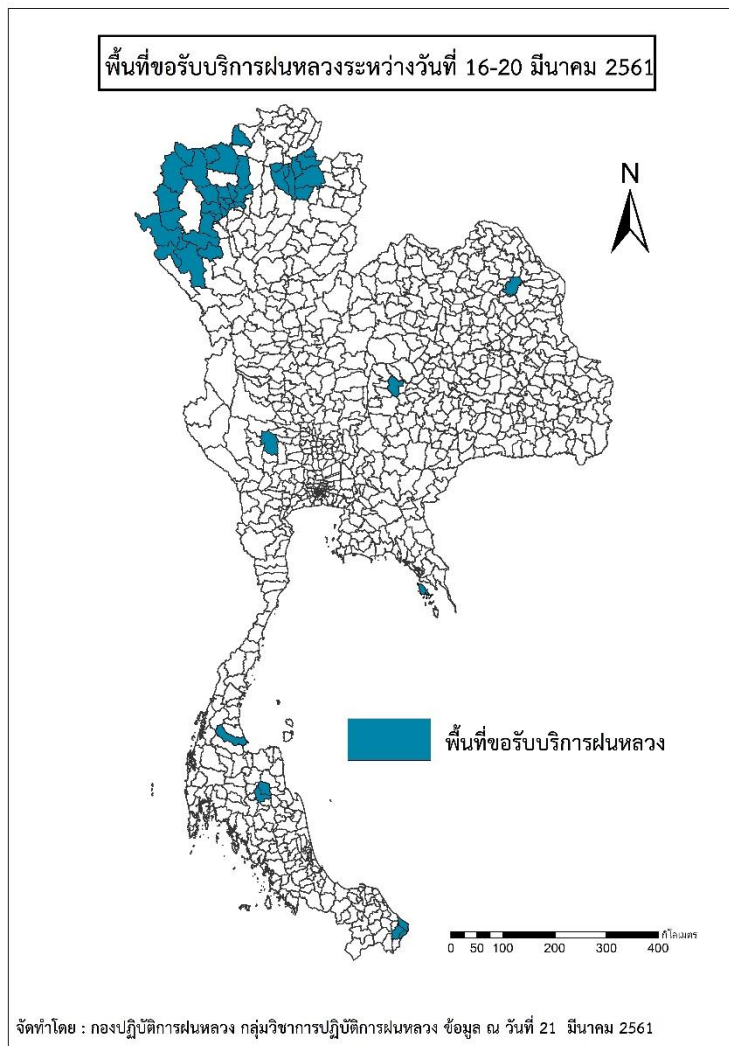 พื้นที่ขอรับบริการฝนหลวงระหว่างวันที่ 16-20 มีนาคม 2561
N
พื้นที่ขอรับบริการฝนหลวง
กิโลเมตร
0 50 100 200 300 400
จัดทำโดย : กองปฏิบัติการฝนหลวง กลุ่มวิชาการปฏิบัติการฝนหลวง ข้อมูล ณ วันที่ 21 มีนาคม 2561